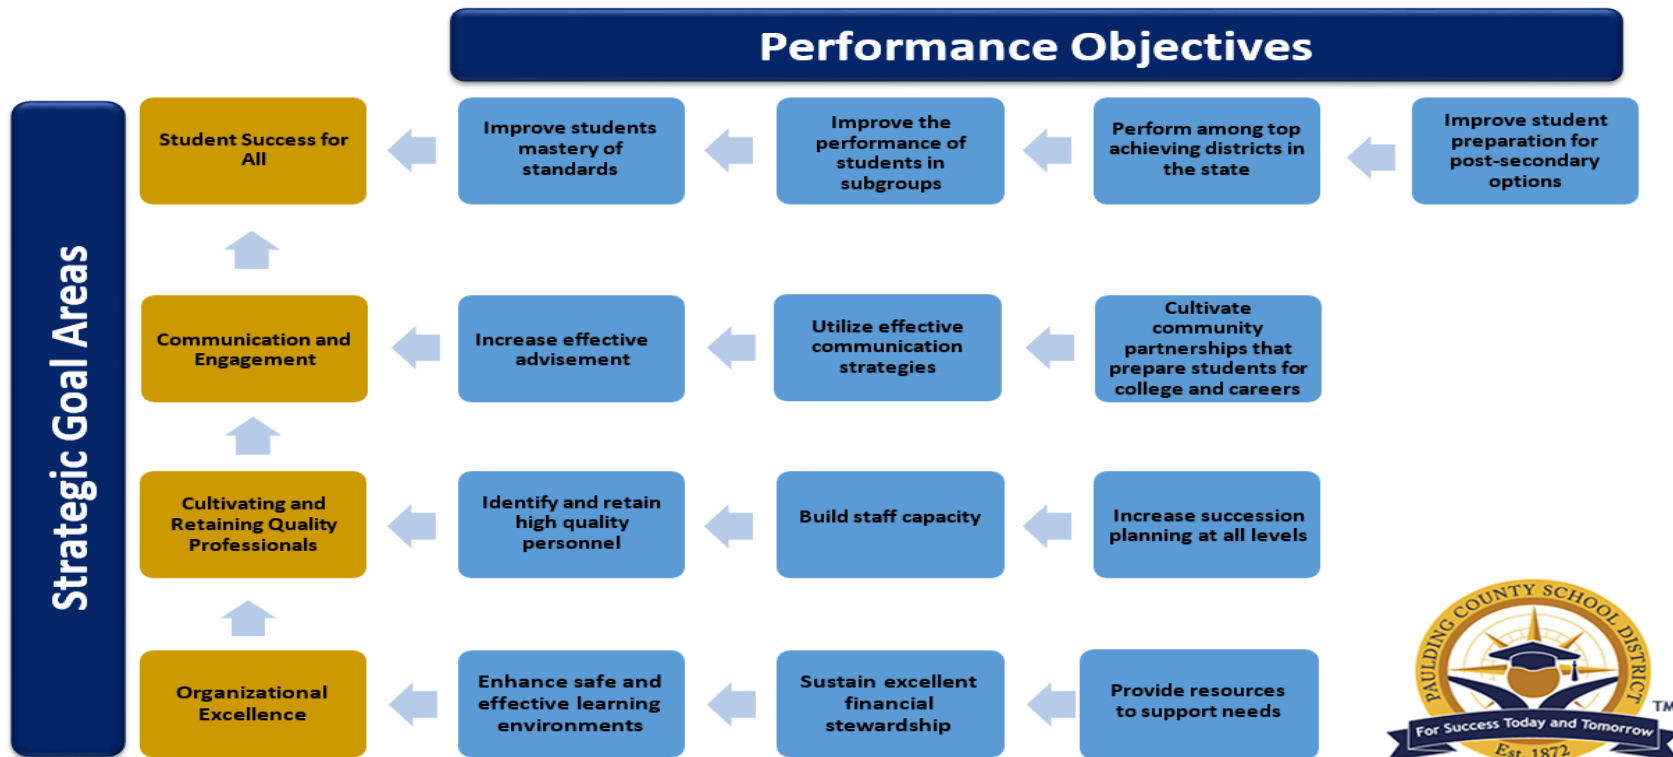 Performance Objectives
Strategic Goal Areas
Student Success for
All
Improve students
mastery of
standards
Improve the
performance of
students in
subgroups
Perform among top
achieving districts in
the state
Improve student
preparation for
post-secondary
options
Communication and
Engagement
Increase effective
advisement
Utilize effective
communication
strategies
Cultivate
community
partnerships that
prepare students for
college and careers
Cultivating and
Retaining Quality
Professionals
Identify and retain
high quality
personnel
Build staff capacity
Increase succession
planning at all levels
Organizational
Excellence
Enhance safe and
effective learning
environments
Sustain excellent
financial
stewardship
Provide resources
to support needs
PAULDING COUNTY SCHOOL DISTRICT
TM
For Success Today and Tomorrow
Est. 1872